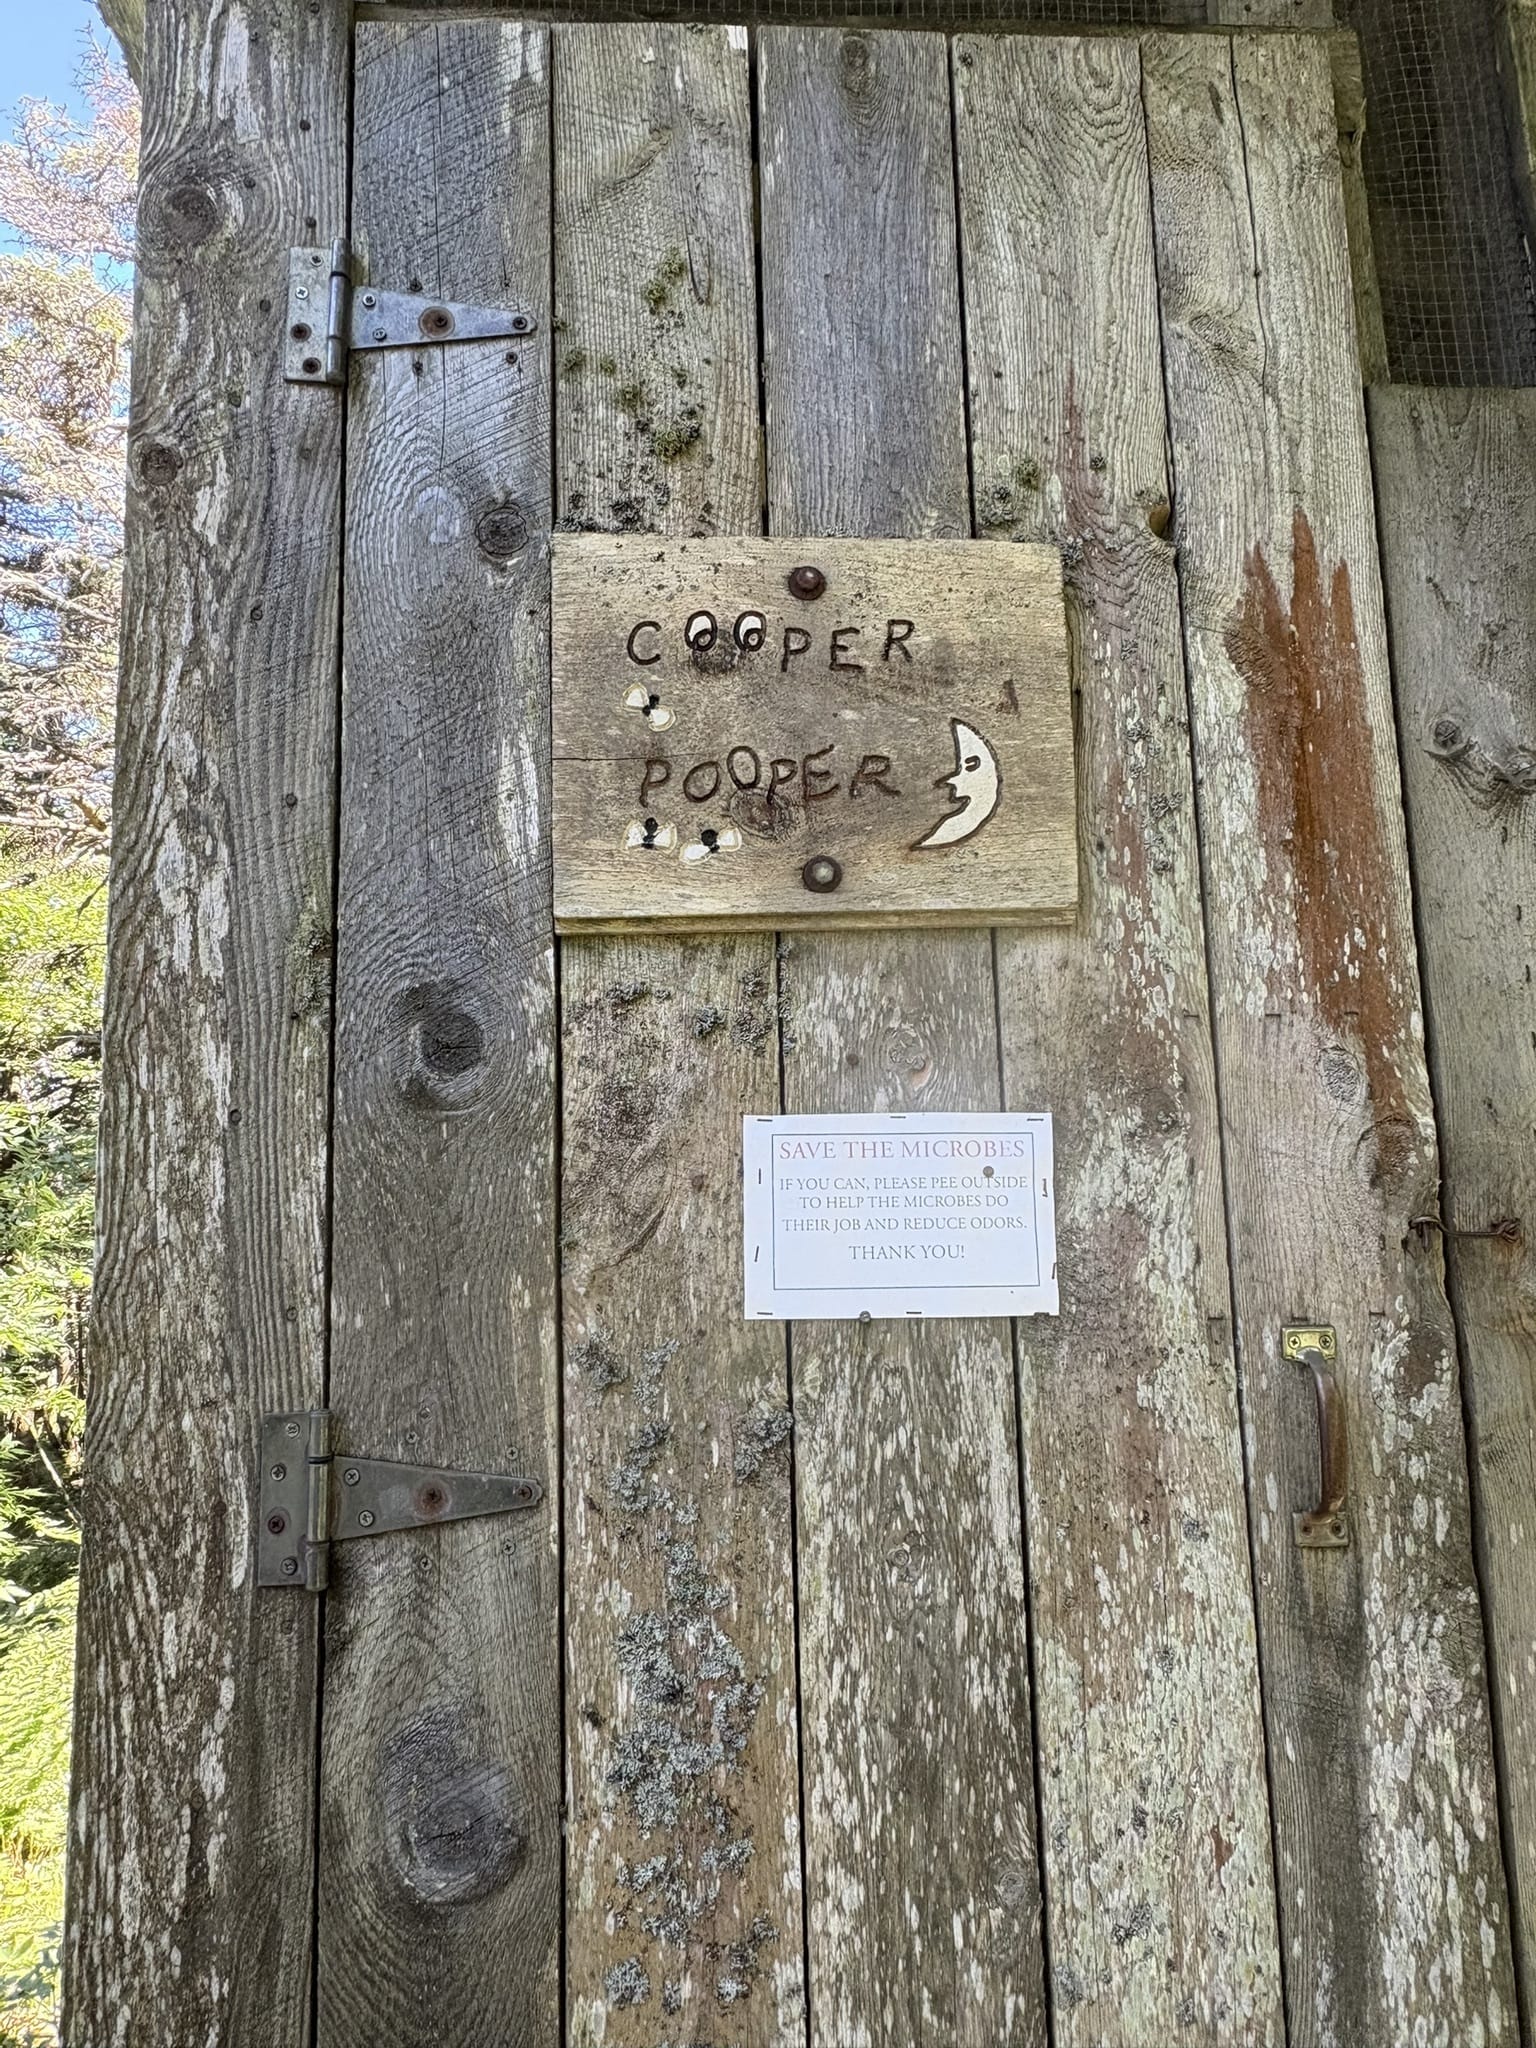 COOPER
POOPER
SAVE THE MICROBES
IF YOU CAN, PLEASE PEE OUTSIDE
TO HELP THE MICROBES DO
THEIR JOB AND REDUCE ODORS.
THANK YOU!